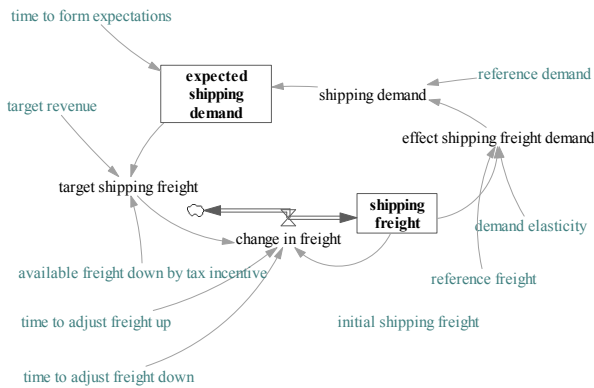 time to form expectations
expected
shipping
demand
reference demand
shipping demand
target revenue
effect shipping freight demand
target shipping freight
shipping
freight
demand elasticity
change in freight
available freight down by tax incentive
reference freight
time to adjust freight up
initial shipping freight
time to adjust freight down